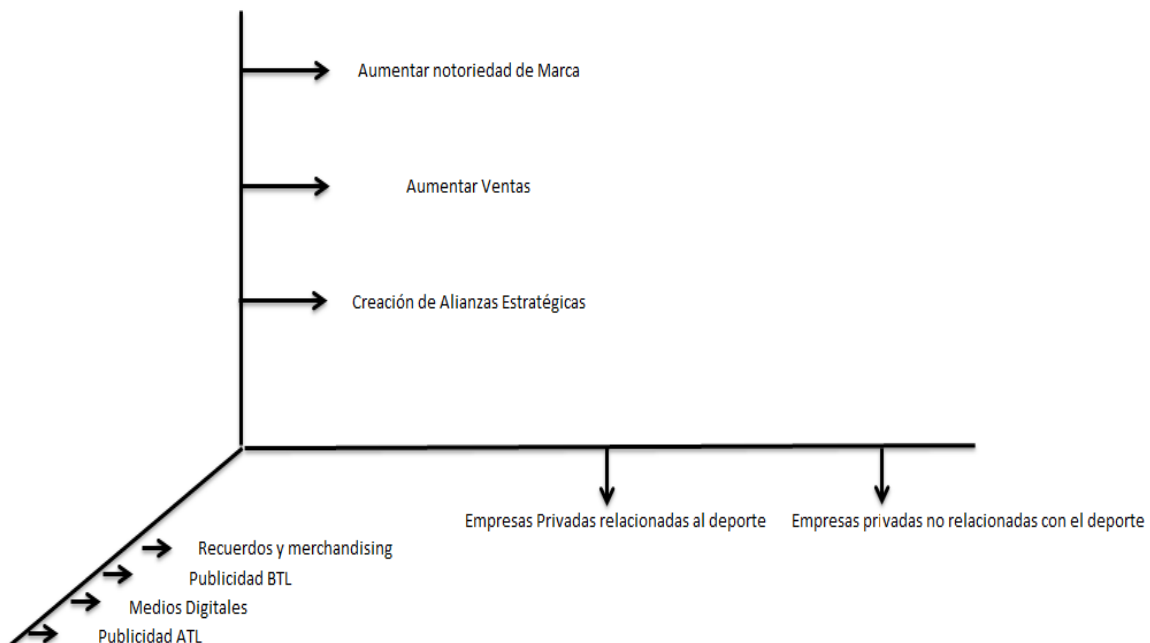 Aumentar notoriedad de Marca
Aumentar Ventas
Creación de Alianzas Estratégicas
Empresas Privadas relacionadas al deporte
Empresas privadas no relacionadas con el deporte
Recuerdos y merchandising
Publicidad BTL
Medios Digitales
Publicidad ATL